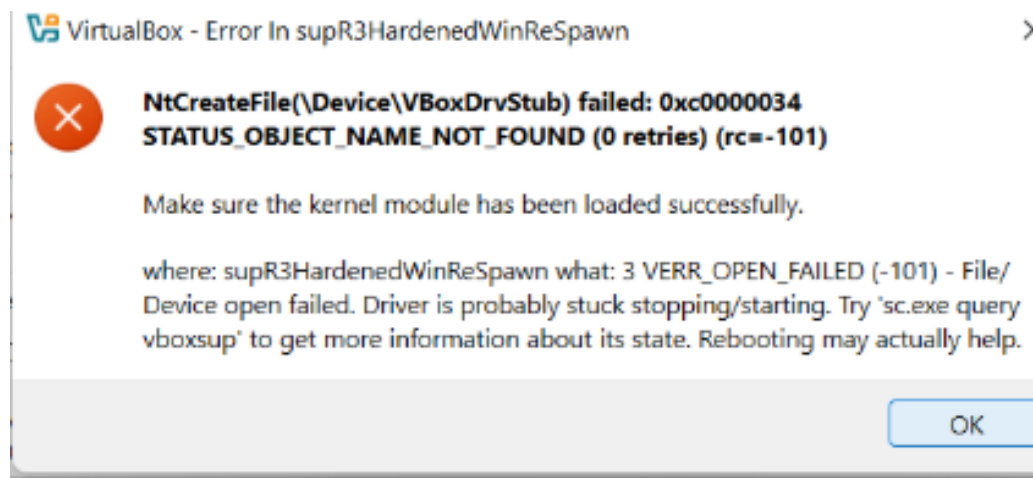 VirtualBox - Error In supR3HardenedWinReSpawn
NtCreateFile(\Device\VBoxDrvStub) failed: 0xc0000034
STATUS_OBJECT_NAME_NOT_FOUND (0 retries) (rc=-101)
Make sure the kernel module has been loaded successfully.
where: supR3HardenedWinReSpawn what: 3 VERR_OPEN_FAILED (-101) - File/
Device open failed. Driver is probably stuck stopping/starting. Try 'sc.exe query
vboxsup' to get more information about its state. Rebooting may actually help.
OK